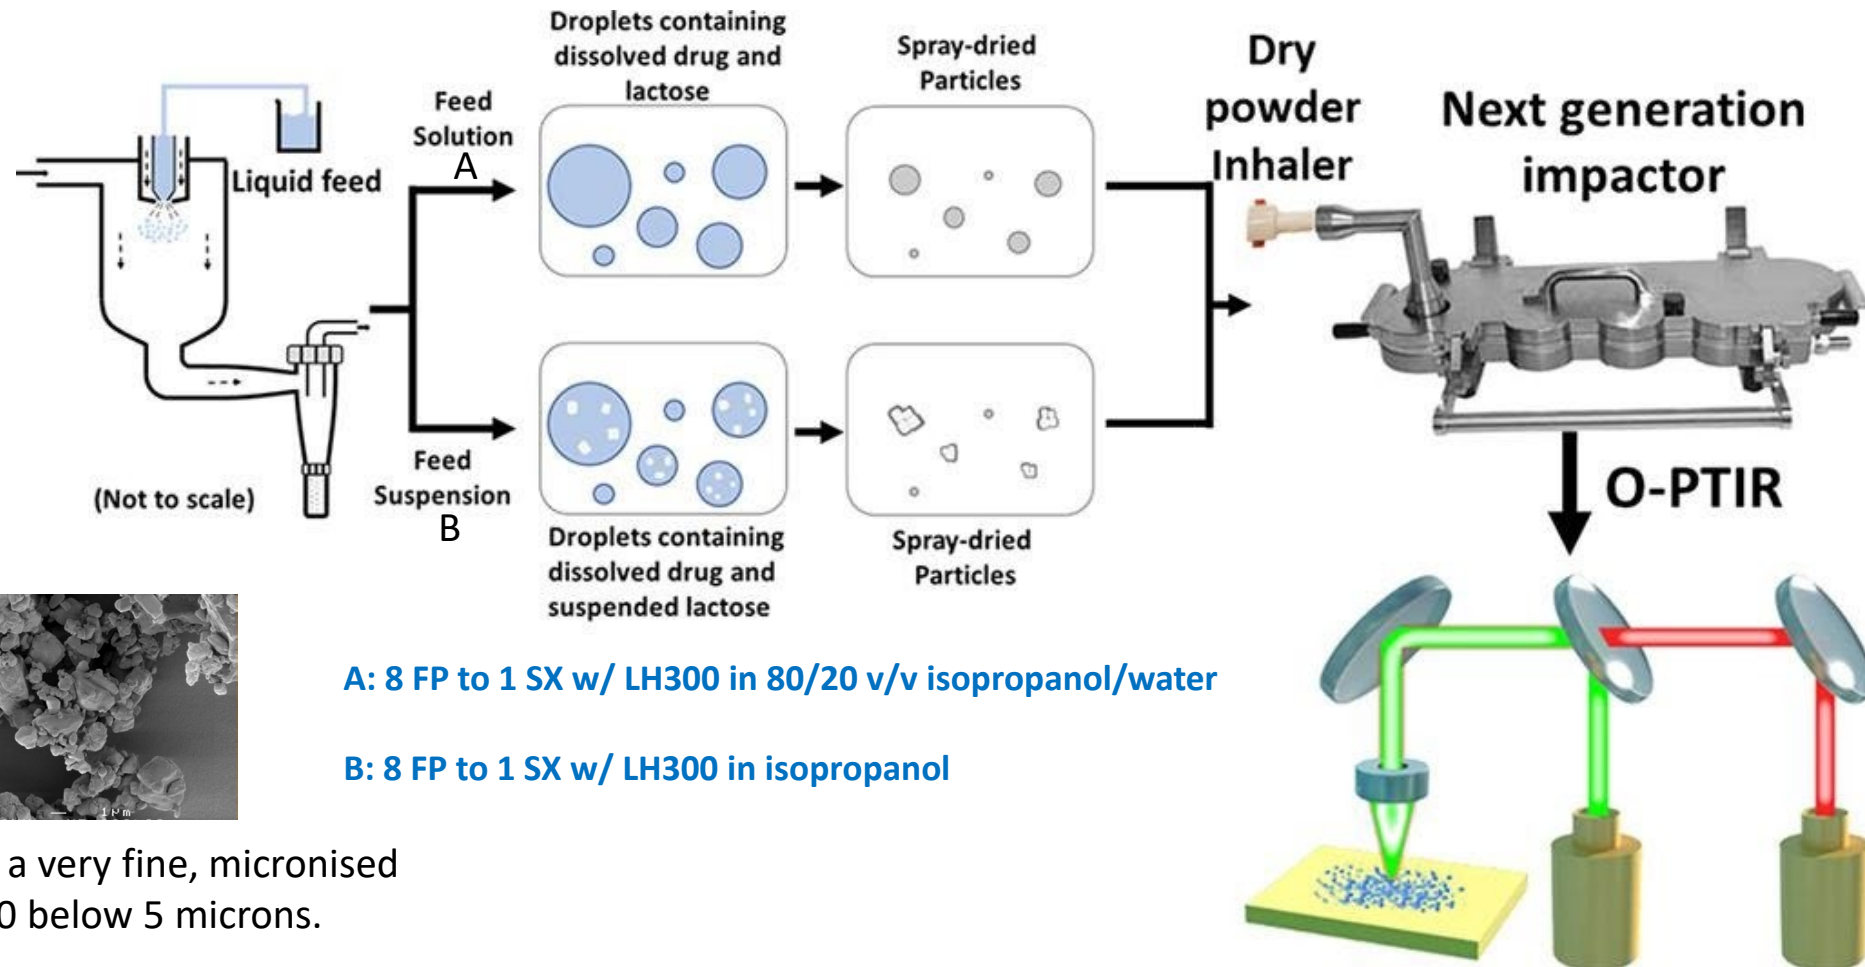 Droplets containing
dissolved drug and
lactose
Spray-dried
Particles
Dry
powder
Inhaler
Next generation
impactor
Feed
Solution
A
Liquid feed
Feed
Suspension
B
(Not to scale)
Droplets containing
dissolved drug and
suspended lactose
Spray-dried
Particles
O-PTIR
A: 8 FP to 1 SX w/ LH300 in 80/20 v/v isopropanol/water
B: 8 FP to 1 SX w/ LH300 in isopropanol
1µm
a very fine, micronised
0 below 5 microns.